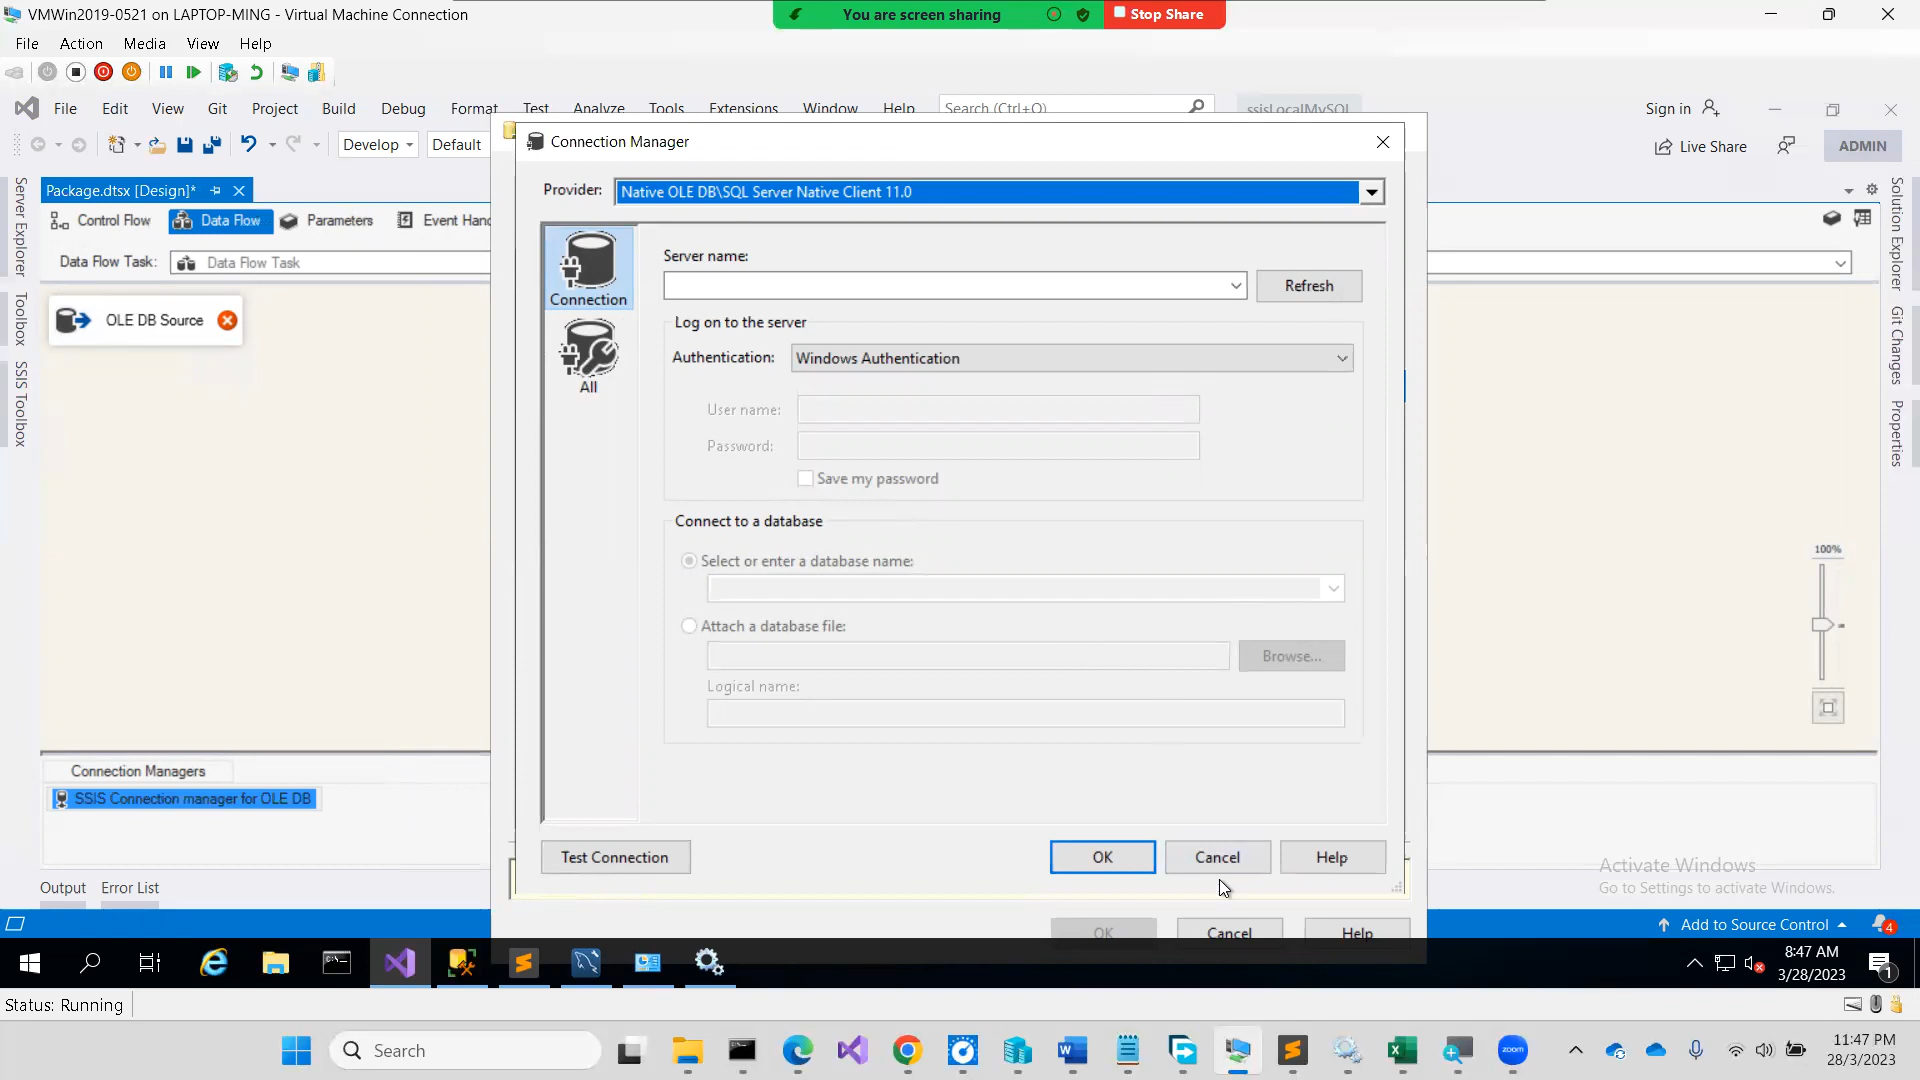 VMWin2019-0521 on LAPTOP-MING - Virtual Machine Connection
You are screen sharing
Stop Share
File Action Media View Help
File Edit View Git Project Build Debug Format Test Analyze Tools Extensions Window Help
Search (Ctrl+Q)
ssisLocalMySQL
Sign in
Develop
Default
Live Share
ADMIN
Package.dtsx [Design]*
Control Flow
Data Flow
Parameters
Event Hand
Data Flow Task:
Data Flow Task
Server Explorer
Toolbox
SSIS Toolbox
OLE DB Source
Connection Manager
Provider:
Native OLE DB\SQL Server Native Client 11.0
Connection
All
Server name:
Refresh
Log on to the server
Authentication:
Windows Authentication
User name:
Password:
Save my password
Connect to a database
Select or enter a database name:
Attach a database file:
Browse...
Logical name:
Test Connection
OK
Cancel
Help
OK
Cancel
Help
Solution Explorer
Git Changes
Properties
100%
Connection Managers
SSIS Connection manager for OLE DB
Activate Windows
Go to Settings to activate Windows.
Output
Error List
Add to Source Control
4
8:47 AM
3/28/2023
1
Status: Running
Search
zoom
11:47 PM
28/3/2023